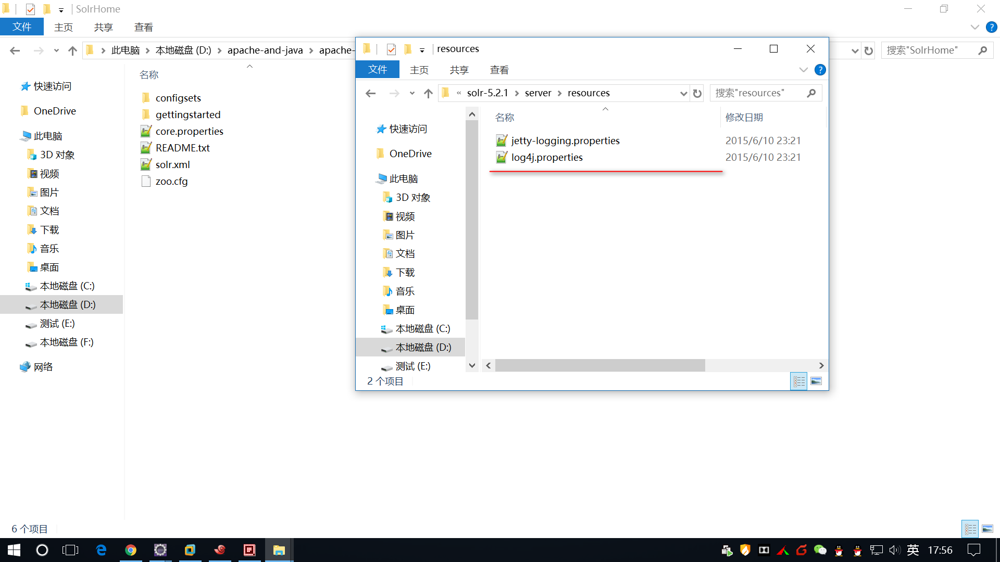 SolrHome
文件 主页 共享 查看
此电脑 本地磁盘 (D:) apache-and-java apache-
搜索"SolrHome"
名称
快速访问
OneDrive
此电脑
3D 对象
视频
图片
文档
下载
音乐
桌面
本地磁盘 (C:)
本地磁盘 (D:)
测试 (E:)
本地磁盘 (F:)
网络
configsets
gettingstarted
core.properties
README.txt
solr.xml
zoo.cfg
6 个项目
resources
文件 主页 共享 查看
« solr-5.2.1 server resources
搜索"resources"
名称 修改日期
快速访问
OneDrive
此电脑
3D 对象
视频
图片
文档
下载
音乐
桌面
本地磁盘 (C:)
本地磁盘 (D:)
测试 (E:)
jetty-logging.properties 2015/6/10 23:21
log4j.properties 2015/6/10 23:21
2 个项目
英 17:56